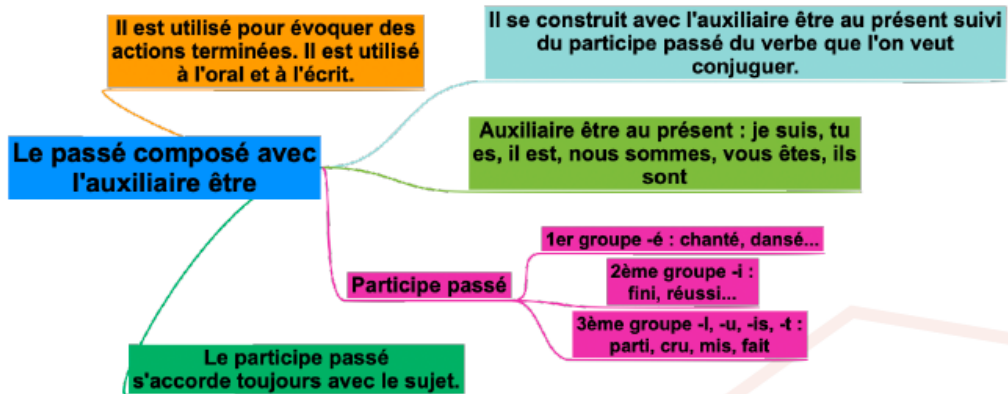 Il est utilisé pour évoquer des
actions terminées. Il est utilisé
à l'oral et à l'écrit.
Il se construit avec l'auxiliaire être au présent suivi
du participe passé du verbe que l'on veut
conjuguer.
Le passé composé avec
l'auxiliaire être
Auxiliaire être au présent : je suis, tu
es, il est, nous sommes, vous êtes, ils
sont
Participe passé
1er groupe -é : chanté, dansé...
2ème groupe -i :
fini, réussi...
3ème groupe -I, -u, -is, -t :
parti, cru, mis, fait
Le participe passé
s'accorde toujours avec le sujet.